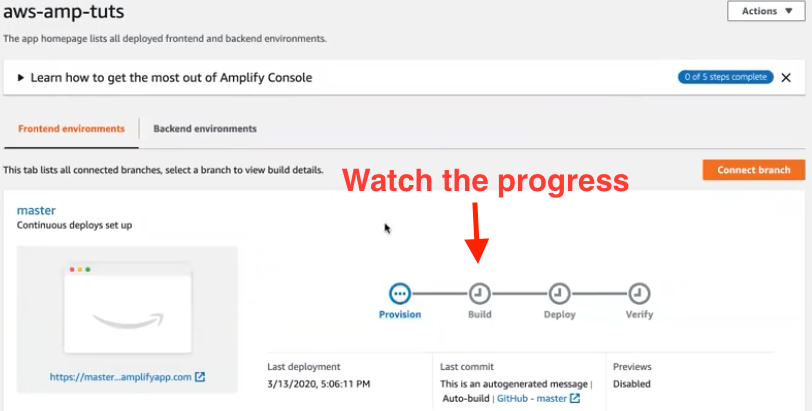 aws-amp-tuts
Actions
The app homepage lists all deployed frontend and backend environments.
Learn how to get the most out of Amplify Console
0 of 5 steps complete
Frontend environments
Backend environments
This tab lists all connected branches, select a branch to view build details.
Connect branch
Watch the progress
master
Continuous deploys set up
Provision
Build
Deploy
Verify
https://master...amplifyapp.com
Last deployment
3/13/2020, 5:06:11 PM
Last commit
This is an autogenerated message |
Auto-build | GitHub - master
Previews
Disabled